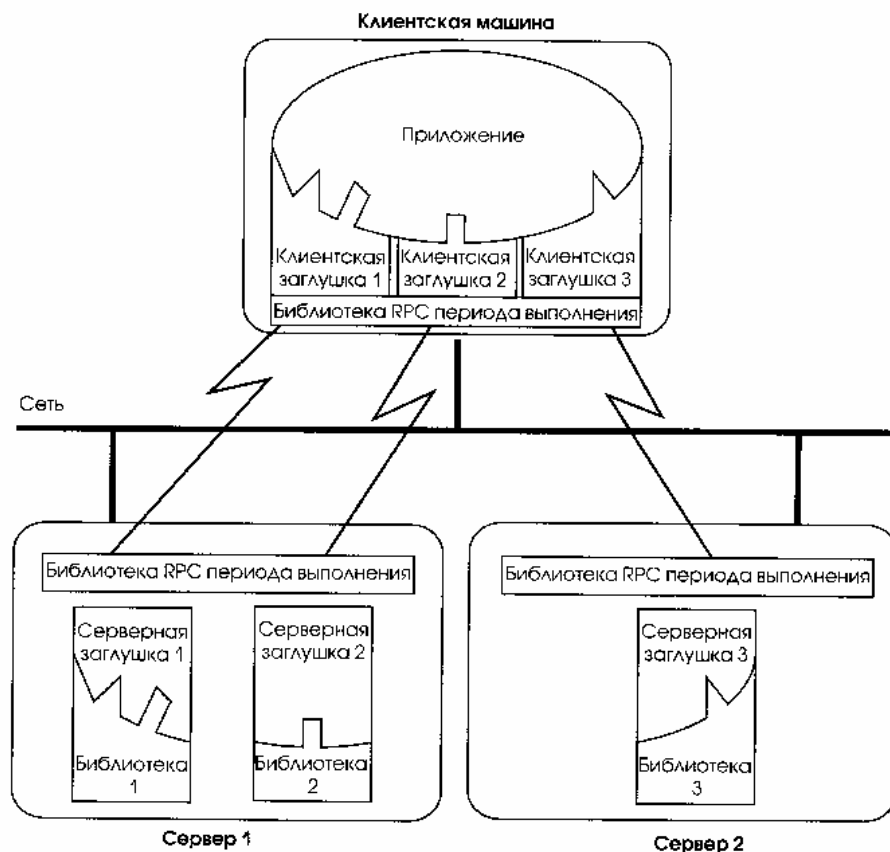 Клиентская машина
Приложение
Клиентская
заглушка 1
Клиентская
заглушка 2
Клиентская
заглушка 3
Библиотека RPC периода выполнения
Сеть
Библиотека RPC периода выполнения
Серверная
заглушка 1
Серверная
заглушка 2
Библиотека
1
Библиотека
2
Сервер 1
Библиотека RPC периода выполнения
Серверная
заглушка 3
Библиотека
3
Сервер 2